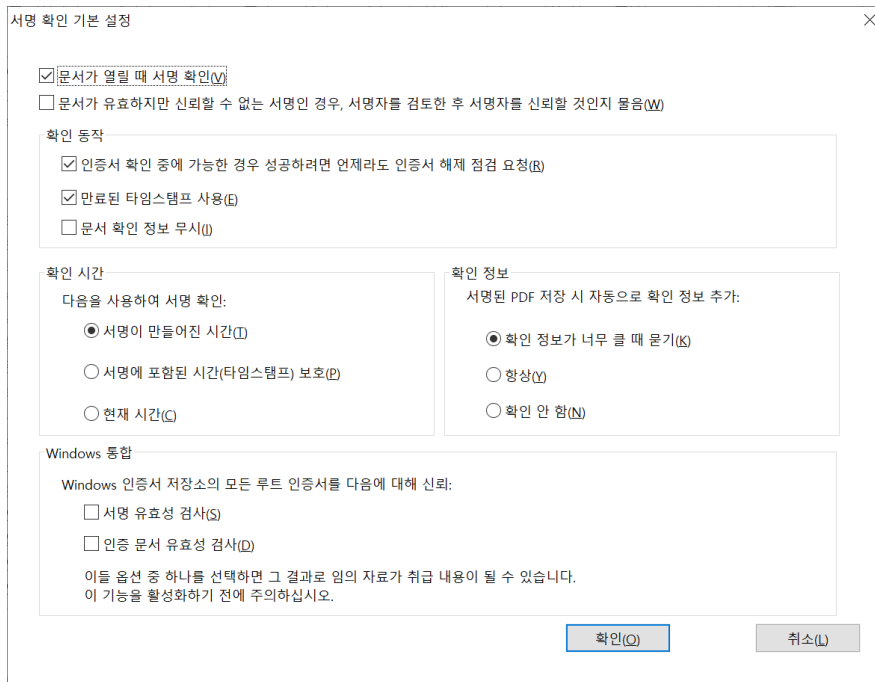 서명 확인 기본 설정
문서가 열릴 때 서명 확인(V)
문서가 유효하지만 신뢰할 수 없는 서명인 경우, 서명자를 검토한 후 서명자를 신뢰할 것인지 물음(W)
확인 동작
인증서 확인 중에 가능한 경우 성공하려면 언제라도 인증서 해제 점검 요청(R)
만료된 타임스탬프 사용(E)
문서 확인 정보 무시(I)
확인 시간
다음을 사용하여 서명 확인:
서명이 만들어진 시간(T)
서명에 포함된 시간(타임스탬프) 보호(P)
현재 시간(C)
확인 정보
서명된 PDF 저장 시 자동으로 확인 정보 추가:
확인 정보가 너무 클 때 묻기(K)
항상(Y)
확인 안 함(N)
Windows 통합
Windows 인증서 저장소의 모든 루트 인증서를 다음에 대해 신뢰:
서명 유효성 검사(S)
인증 문서 유효성 검사(D)
이들 옵션 중 하나를 선택하면 그 결과로 임의 자료가 취급 내용이 될 수 있습니다.
이 기능을 활성화하기 전에 주의하십시오.
확인(O)
취소(L)